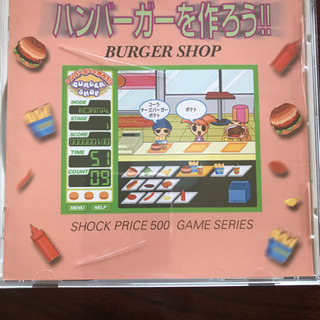 ハンバーガーを作ろう!!
BURGER SHOP
BURGER
SHOP
MODE
NORMAL
STAGE
SCORE
TIME
51
COUNT
09
MENU
HELP
コーラ
チーズバーガー
ポテト
ポテト
SHOCK PRICE 500 GAME SERIES